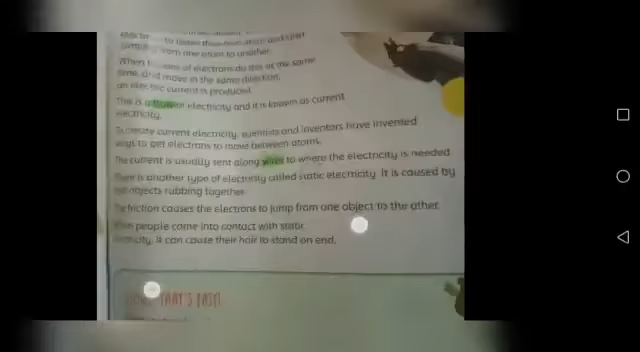 from one atom to another.
When of electrons do this at the same
time, and move in the same direction,
an electric current is produced.
This is a flow of electricity and it is known as current
electricity.
To create current electricity, scientists and inventors have invented
ways to get electrons to move between atoms.
The current is usually sent along wires to where the electricity is needed.
There is another type of electricity called static electricity. It is caused by
objects rubbing together.
The friction causes the electrons to jump from one object to the other.
When people come into contact with static
electricity, it can cause their hair to stand on end.
THAT'S